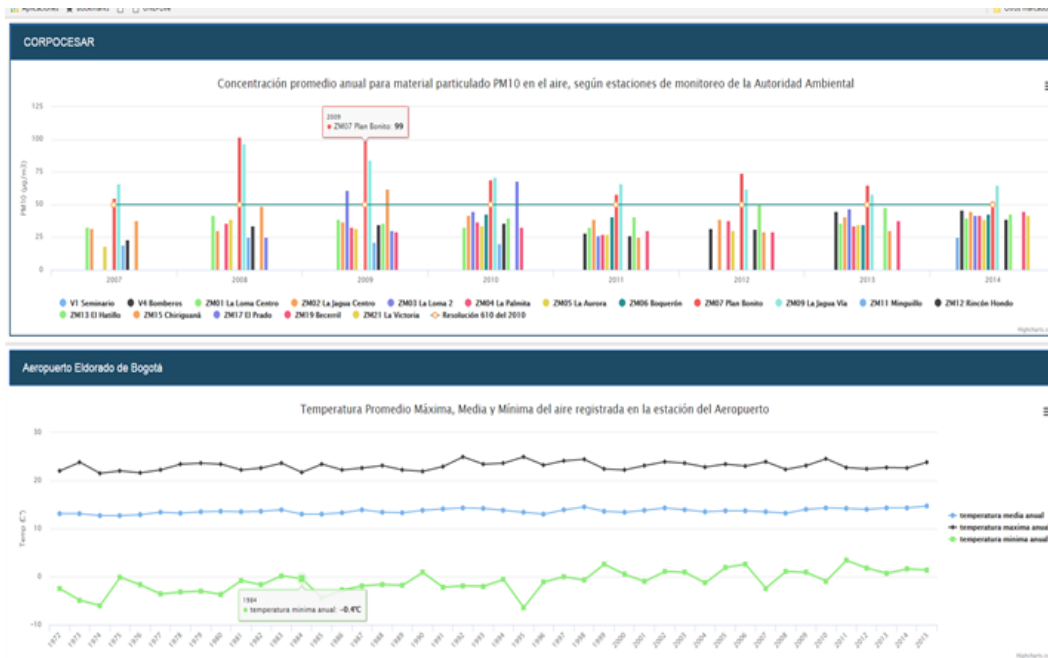 Aplicaciones
Bookmarks
Otros marcado
CORPOCESAR
Concentración promedio anual para material particulado PM10 en el aire, según estaciones de monitoreo de la Autoridad Ambiental
PM10 (µg/m3)
125
100
75
50
25
0
2009
ZM07 Plan Bonito: 99
2007 2008 2009 2010 2011 2012 2013 2014
V1 Seminario V4 Bomberos ZM01 La Loma Centro ZM02 La Jagua Centro ZM03 La Loma 2 ZM04 La Palmita ZM05 La Aurora ZM06 Boquerón ZM07 Plan Bonito ZM09 La Jagua Vía ZM11 Minguillo ZM12 Rincón Hondo
ZM13 El Hatillo ZM15 Chiriguaná ZM17 El Prado ZM19 Becerril ZM21 La Victoria Resolución 610 del 2010
Highcharts.c
Aeropuerto Eldorado de Bogotá
Temperatura Promedio Máxima, Media y Mínima del aire registrada en la estación del Aeropuerto
Temp (C°)
30
20
10
0
-10
temperatura media anual
temperatura maxima anual
temperatura minima anual
1984
temperatura minima anual: -0.4°C
1972 1973 1974 1975 1976 1977 1978 1979 1980 1981 1982 1983 1984 1985 1986 1987 1988 1989 1990 1991 1992 1993 1994 1995 1996 1997 1998 1999 2000 2001 2002 2003 2004 2005 2006 2007 2008 2009 2010 2011 2012 2013 2014 2015
Highcharts.c